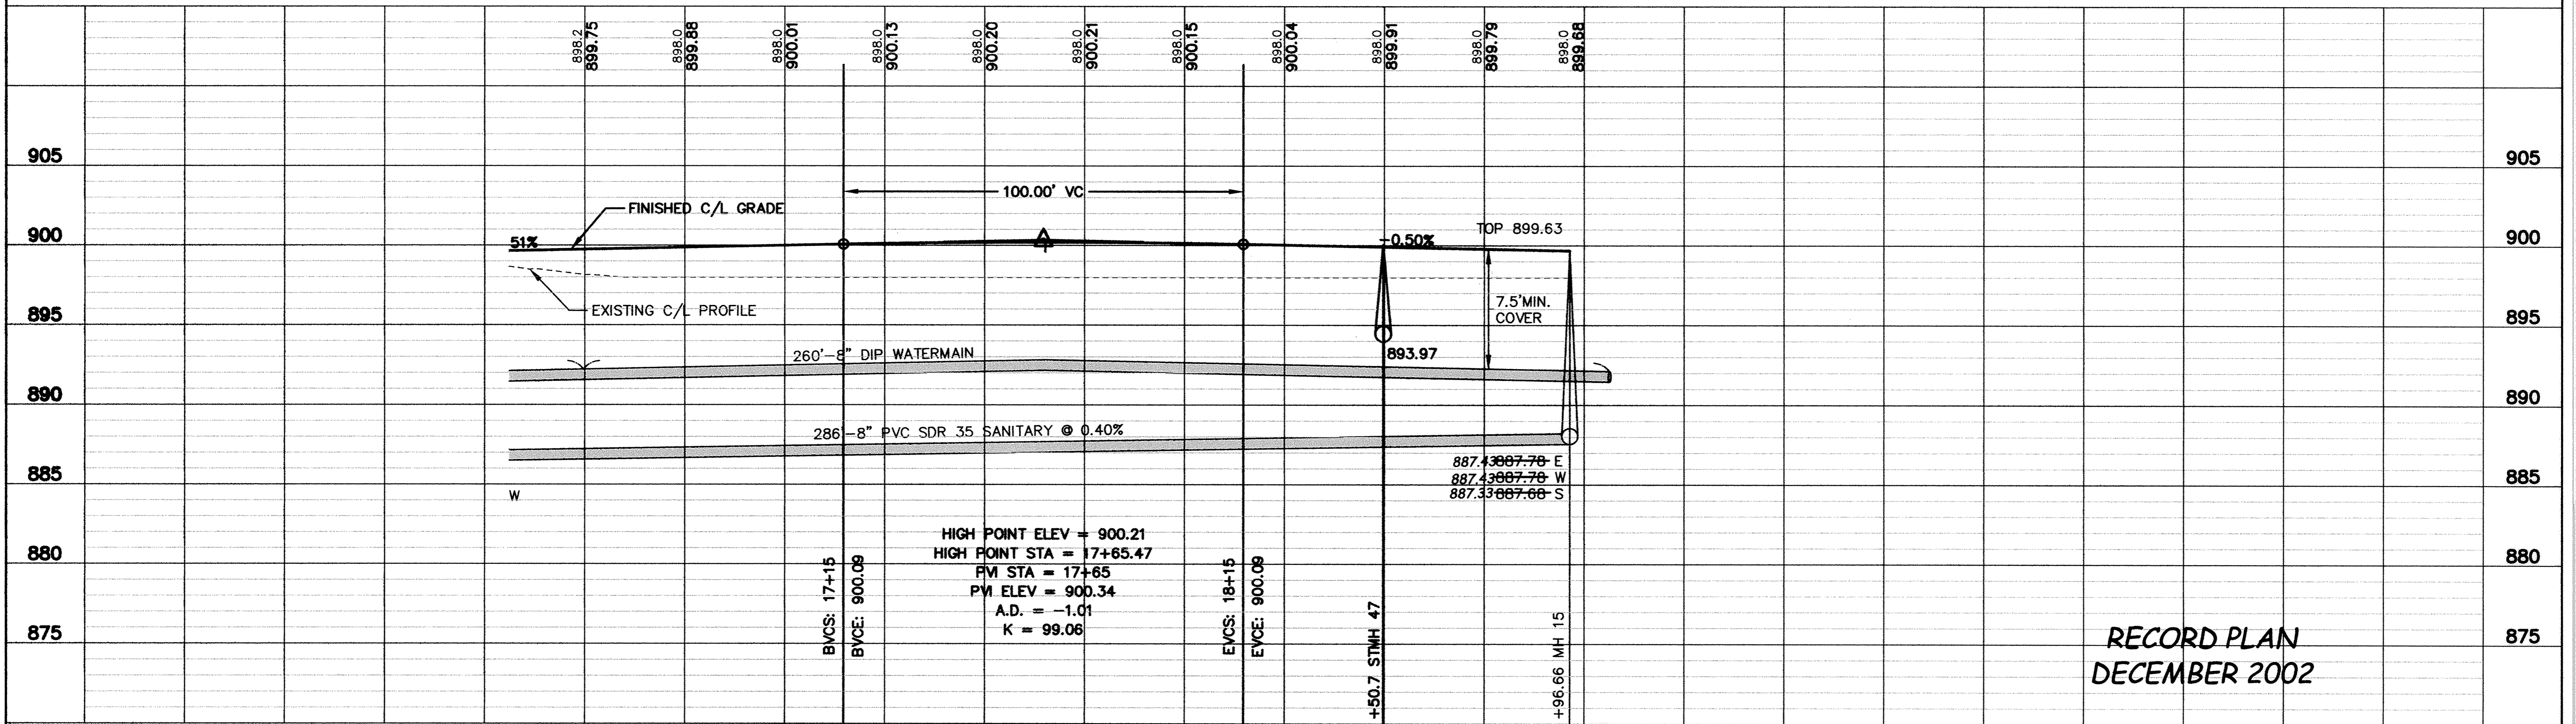 898.2 899.75 898.0 899.88 898.0 900.01 898.0 900.13 898.0 900.20 898.0 900.21 898.0 900.15 898.0 900.04 898.0 899.91 898.0 899.79 898.0 899.68
905 905
100.00' VC
FINISHED C/L GRADE
TOP 899.63
900 51% -0.50% 900
EXISTING C/L PROFILE
7.5'MIN.
COVER
895 895
260'-8" DIP WATERMAIN
893.97
890 890
286'-8" PVC SDR 35 SANITARY @ 0.40%
887.43 887.78 E
887.43 887.78 W
887.33 887.68 S
885 885
W
HIGH POINT ELEV = 900.21
HIGH POINT STA = 17+65.47
PVI STA = 17+65
PVI ELEV = 900.34
A.D. = -1.01
K = 99.06
880 880
BVCS: 17+15
BVCE: 900.09
EVCS: 18+15
EVCE: 900.09
+50.7 STMH 47
+96.66 MH 15
875 875
RECORD PLAN
DECEMBER 2002